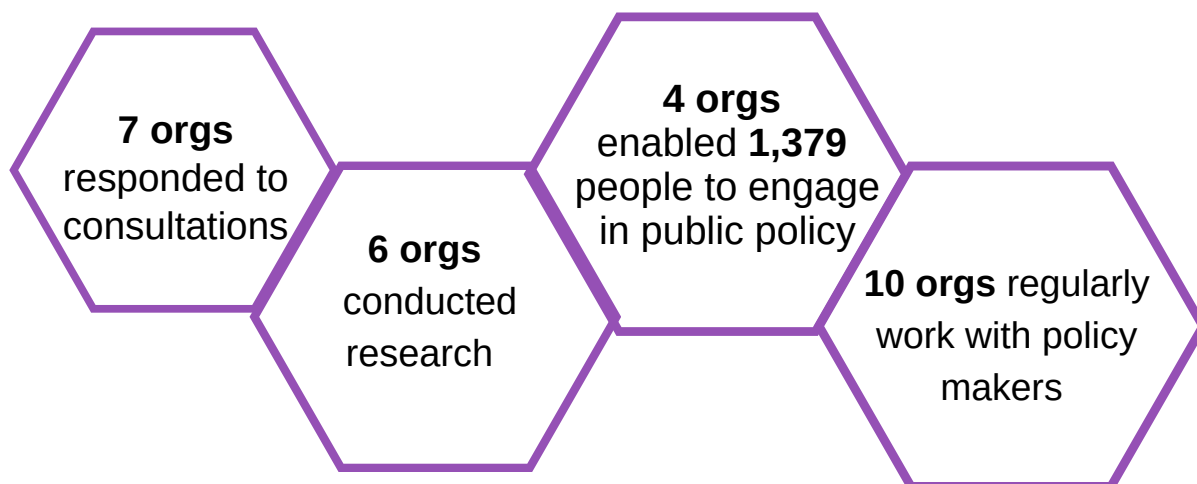 7 orgs
responded to
consultations
6 orgs
conducted
research
4 orgs
enabled 1,379
people to engage
in public policy
10 orgs regularly
work with policy
makers